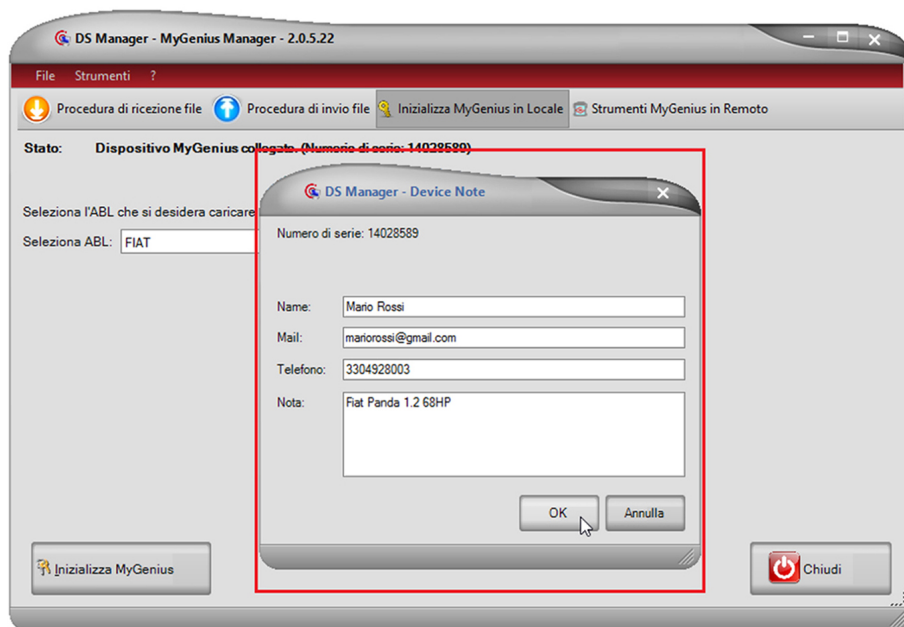 DS Manager - MyGenius Manager - 2.0.5.22
File Strumenti ?
Procedura di ricezione file Procedura di invio file Inizializza MyGenius in Locale Strumenti MyGenius in Remoto
Stato: Dispositivo MyGenius collegato. (Numero di serie: 14028589)
DS Manager - Device Note
Seleziona l'ABL che si desidera caricare
Seleziona ABL: FIAT
Numero di serie: 14028589
Name: Mario Rossi
Mail: mariorossi@gmail.com
Telefono: 3304928003
Nota: Fiat Panda 1.2 68HP
OK Annulla
Inizializza MyGenius Chiudi